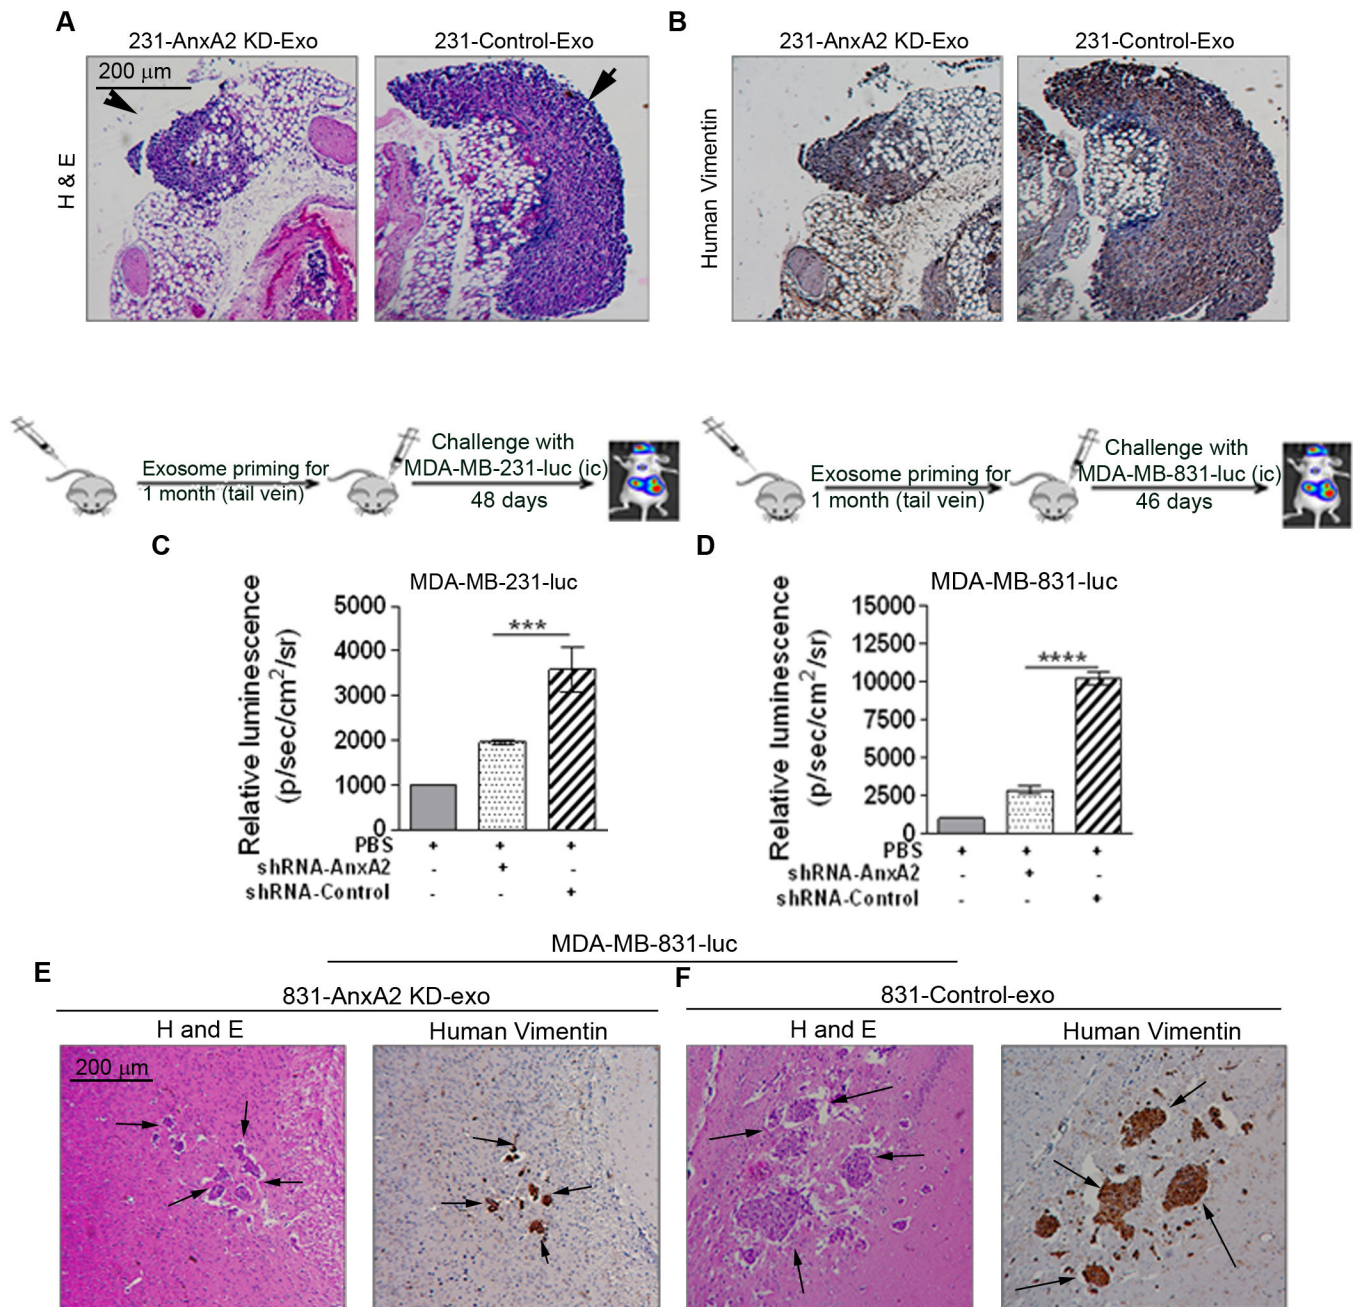 A
B
231-AnxA2 KD-Exo
231-Control-Exo
231-AnxA2 KD-Exo
231-Control-Exo
200 µm
H & E
Human Vimentin
Exosome priming for
1 month (tail vein)
Challenge with
MDA-MB-231-luc (ic)
48 days
Exosome priming for
1 month (tail vein)
Challenge with
MDA-MB-831-luc (ic)
46 days
C
MDA-MB-231-luc
Relative luminescence
(p/sec/cm2/sr)
5000
4000
3000
2000
1000
0
***
PBS + + +
shRNA-AnxA2 - + -
shRNA-Control - - +
D
MDA-MB-831-luc
Relative luminescence
(p/sec/cm2/sr)
15000
12500
10000
7500
5000
2500
0
****
PBS + + +
shRNA-AnxA2 - + -
shRNA-Control - - +
MDA-MB-831-luc
E
831-AnxA2 KD-exo
H and E
Human Vimentin
200 µm
F
831-Control-exo
H and E
Human Vimentin